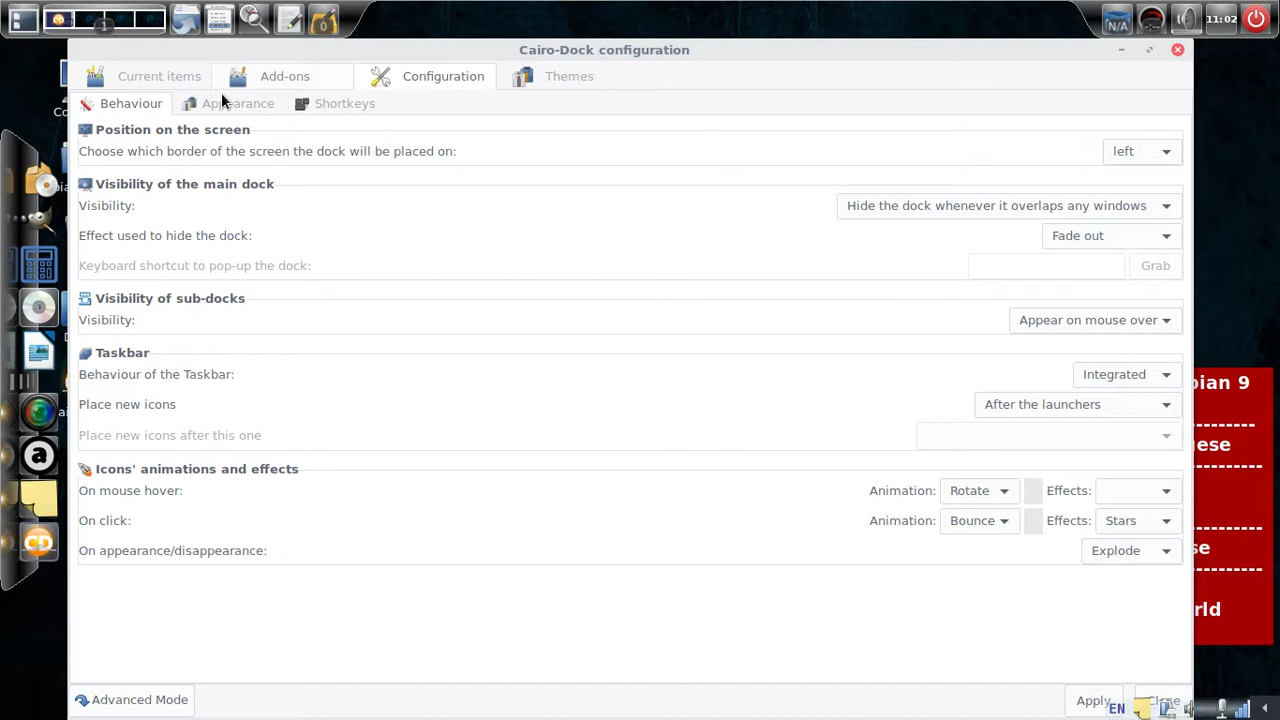 N/A
11:02
Cairo-Dock configuration
Current items Add-ons Configuration Themes
Behaviour Appearance Shortkeys
Position on the screen
Choose which border of the screen the dock will be placed on: left
Visibility of the main dock
Visibility: Hide the dock whenever it overlaps any windows
Effect used to hide the dock: Fade out
Keyboard shortcut to pop-up the dock: Grab
Visibility of sub-docks
Visibility: Appear on mouse over
Taskbar
Behaviour of the Taskbar: Integrated
Place new icons After the launchers
Place new icons after this one
Icons' animations and effects
On mouse hover: Animation: Rotate Effects:
On click: Animation: Bounce Effects: Stars
On appearance/disappearance: Explode
Advanced Mode Apply Close
EN
bian 9
ese
se
rld
a
CD